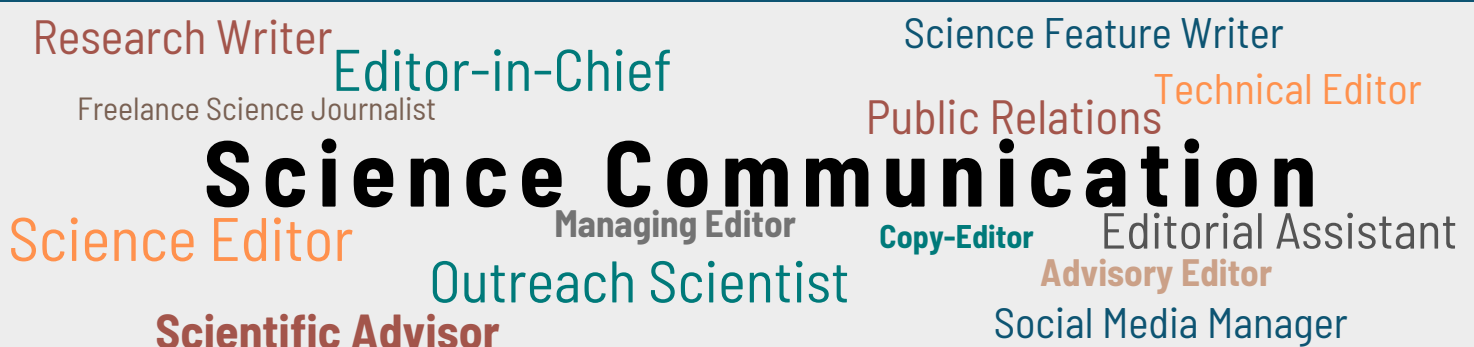 Research Writer
Editor-in-Chief
Freelance Science Journalist
Science Feature Writer
Technical Editor
Public Relations
Science Communication
Science Editor
Managing Editor
Copy-Editor
Editorial Assistant
Outreach Scientist
Advisory Editor
Scientific Advisor
Social Media Manager